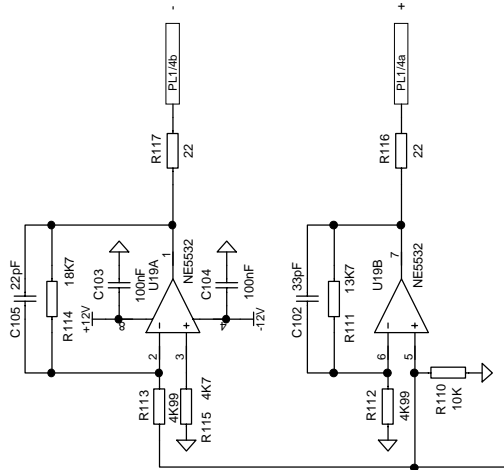 -
+
PL1/4b
PL1/4a
R117
22
R116
22
C105
22pF
R114
18K7
C103
100nF
U19A
NE5532
1
C104
100nF
+12V
8
4
-12V
-
+
2
3
R113
4K99
4K7
R115
C102
33pF
R111
13K7
U19B
NE5532
7
-
+
6
5
R112
4K99
R110
10K